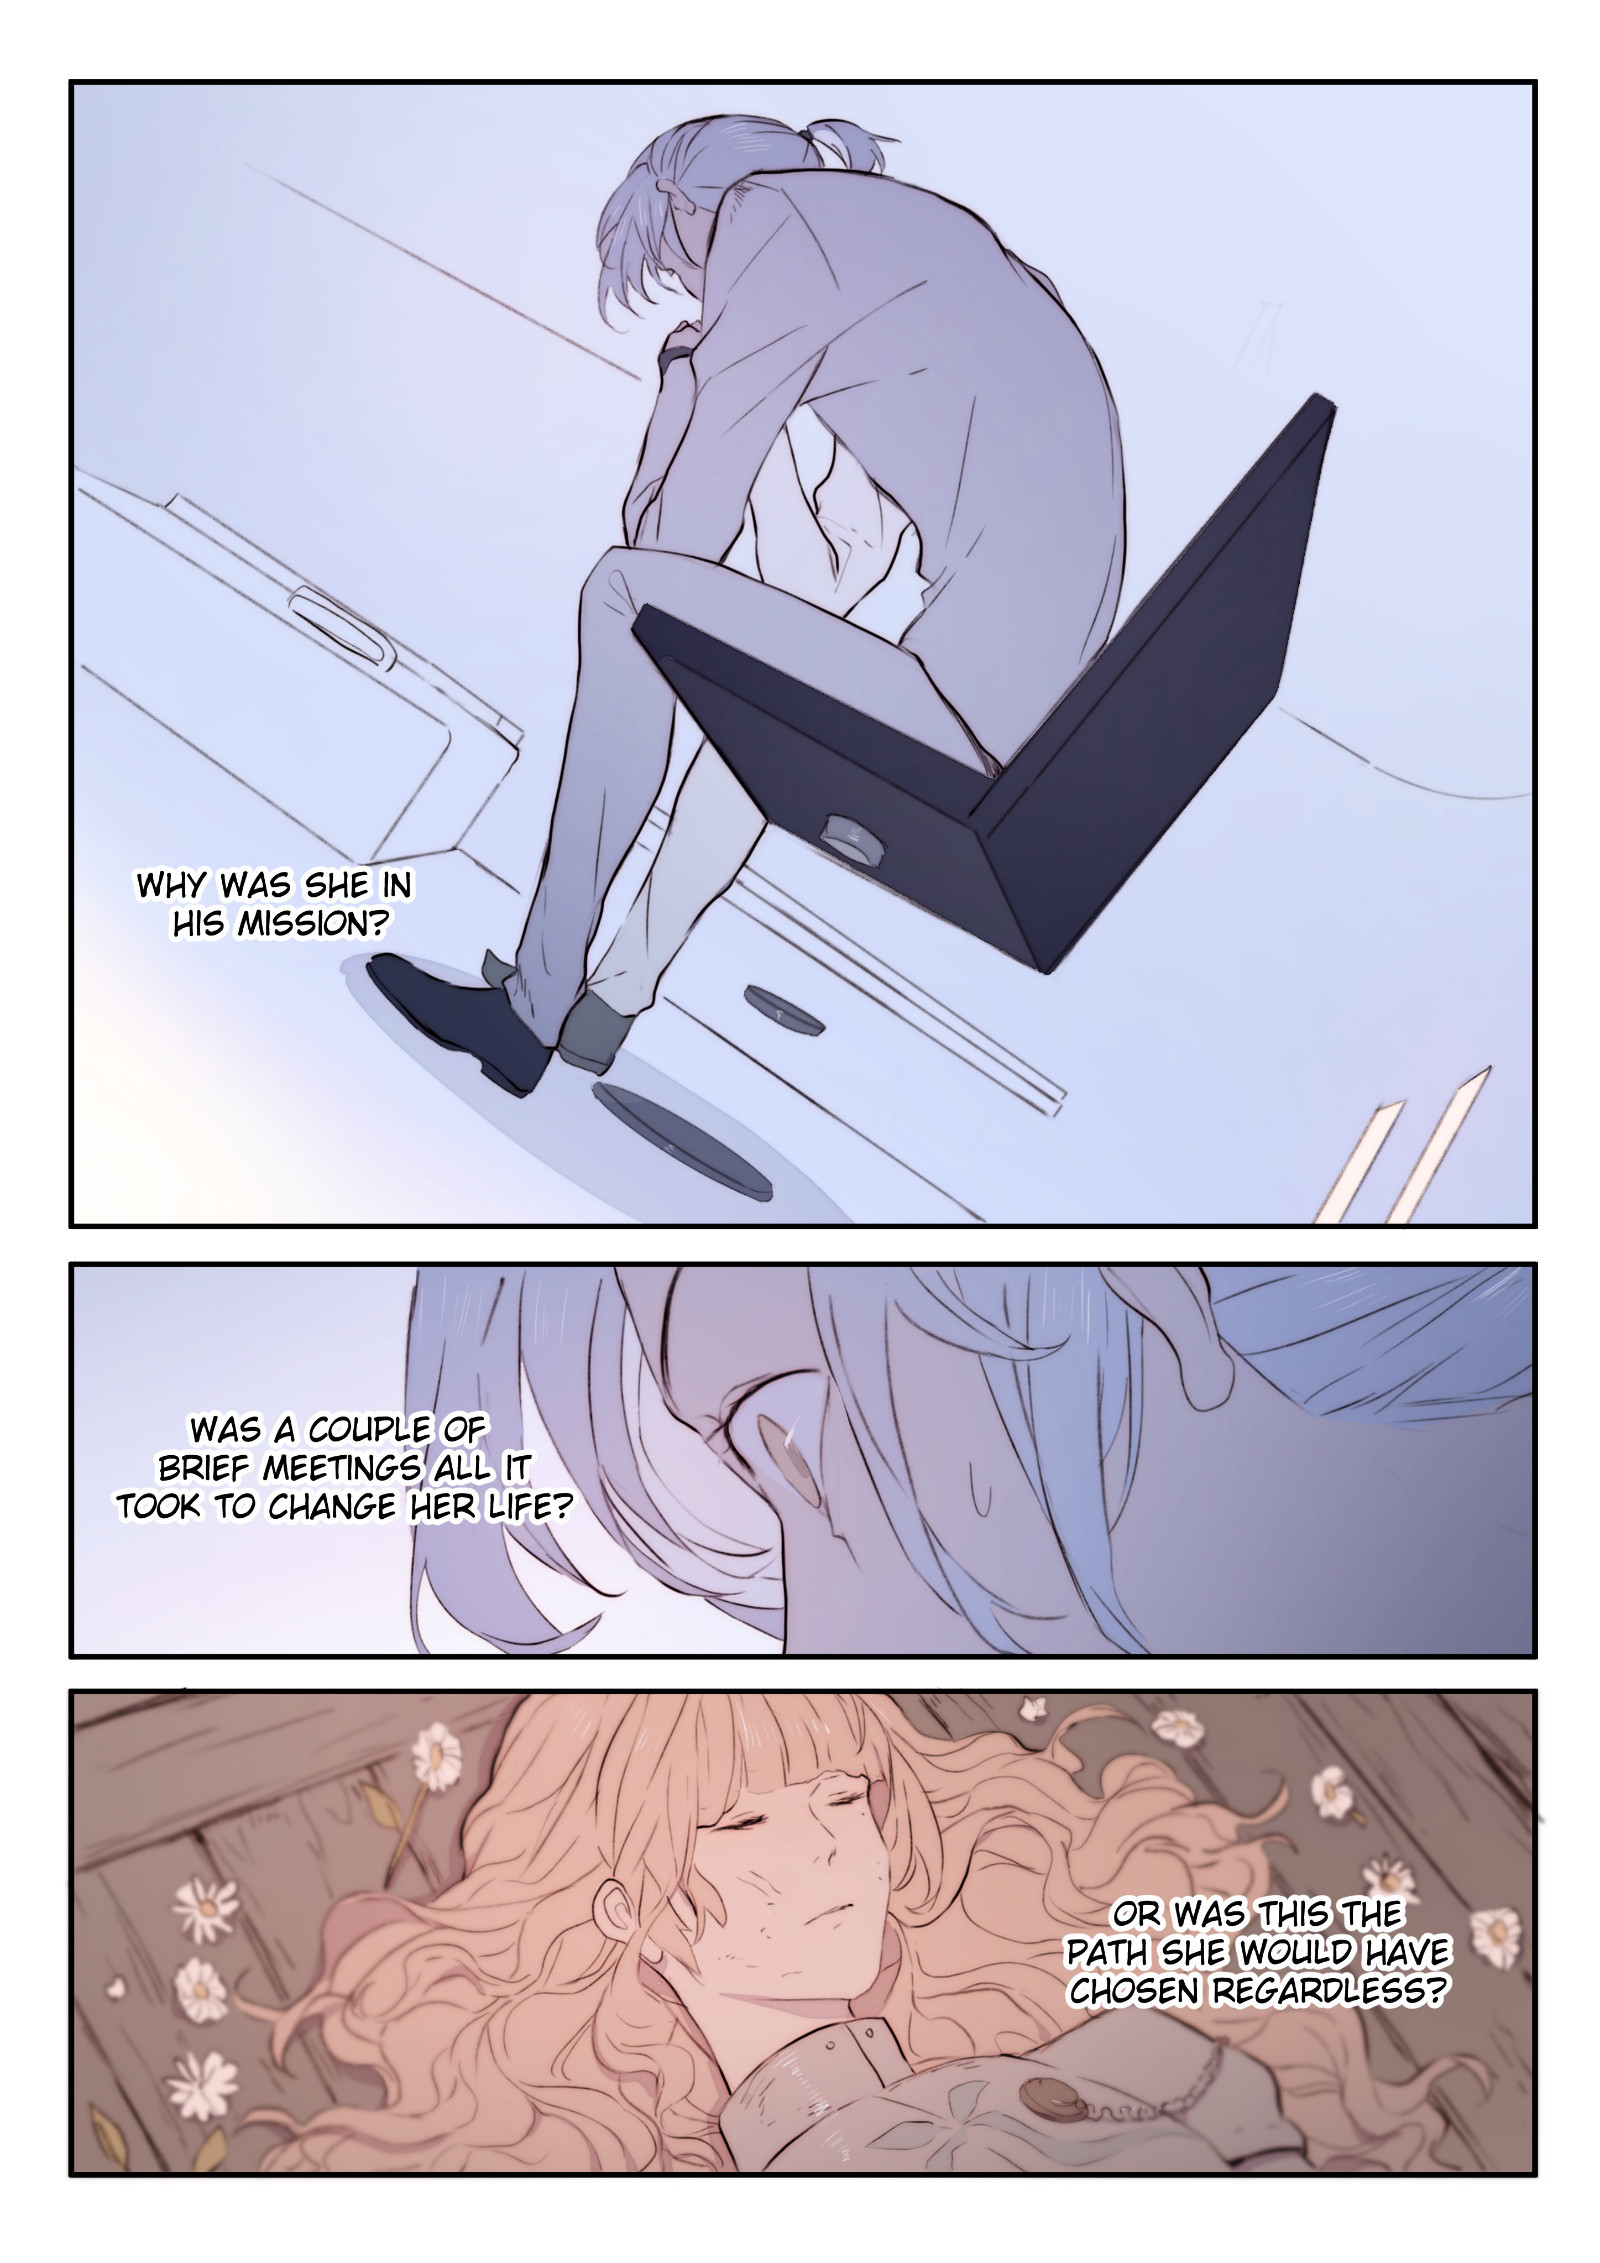 WHY WAS SHE IN
HIS MISSION?
WAS A COUPLE OF
BRIEF MEETINGS ALL IT
TOOK TO CHANGE HER LIFE?
OR WAS THIS THE
PATH SHE WOULD HAVE
CHOSEN REGARDLESS?